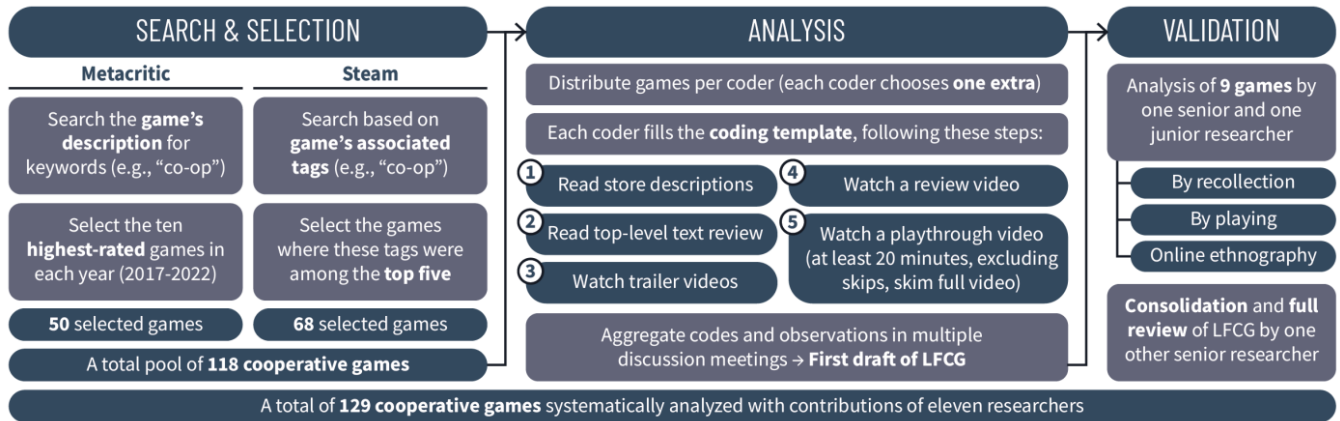 SEARCH & SELECTION
Metacritic
Search the game's
description for
keywords (e.g., “co-op”)
Select the ten
highest-rated games in
each year (2017-2022)
50 selected games
Steam
Search based on
game's associated
tags (e.g., “co-op”)
Select the games
where these tags were
among the top five
68 selected games
A total pool of 118 cooperative games
ANALYSIS
Distribute games per coder (each coder chooses one extra)
Each coder fills the coding template, following these steps:
1
Read store descriptions
2
Read top-level text review
3
Watch trailer videos
4
Watch a review video
5
Watch a playthrough video
(at least 20 minutes, excluding
skips, skim full video)
Aggregate codes and observations in multiple
discussion meetings → First draft of LFCG
VALIDATION
Analysis of 9 games by
one senior and one
junior researcher
By recollection
By playing
Online ethnography
Consolidation and full
review of LFCG by one
other senior researcher
A total of 129 cooperative games systematically analyzed with contributions of eleven researchers